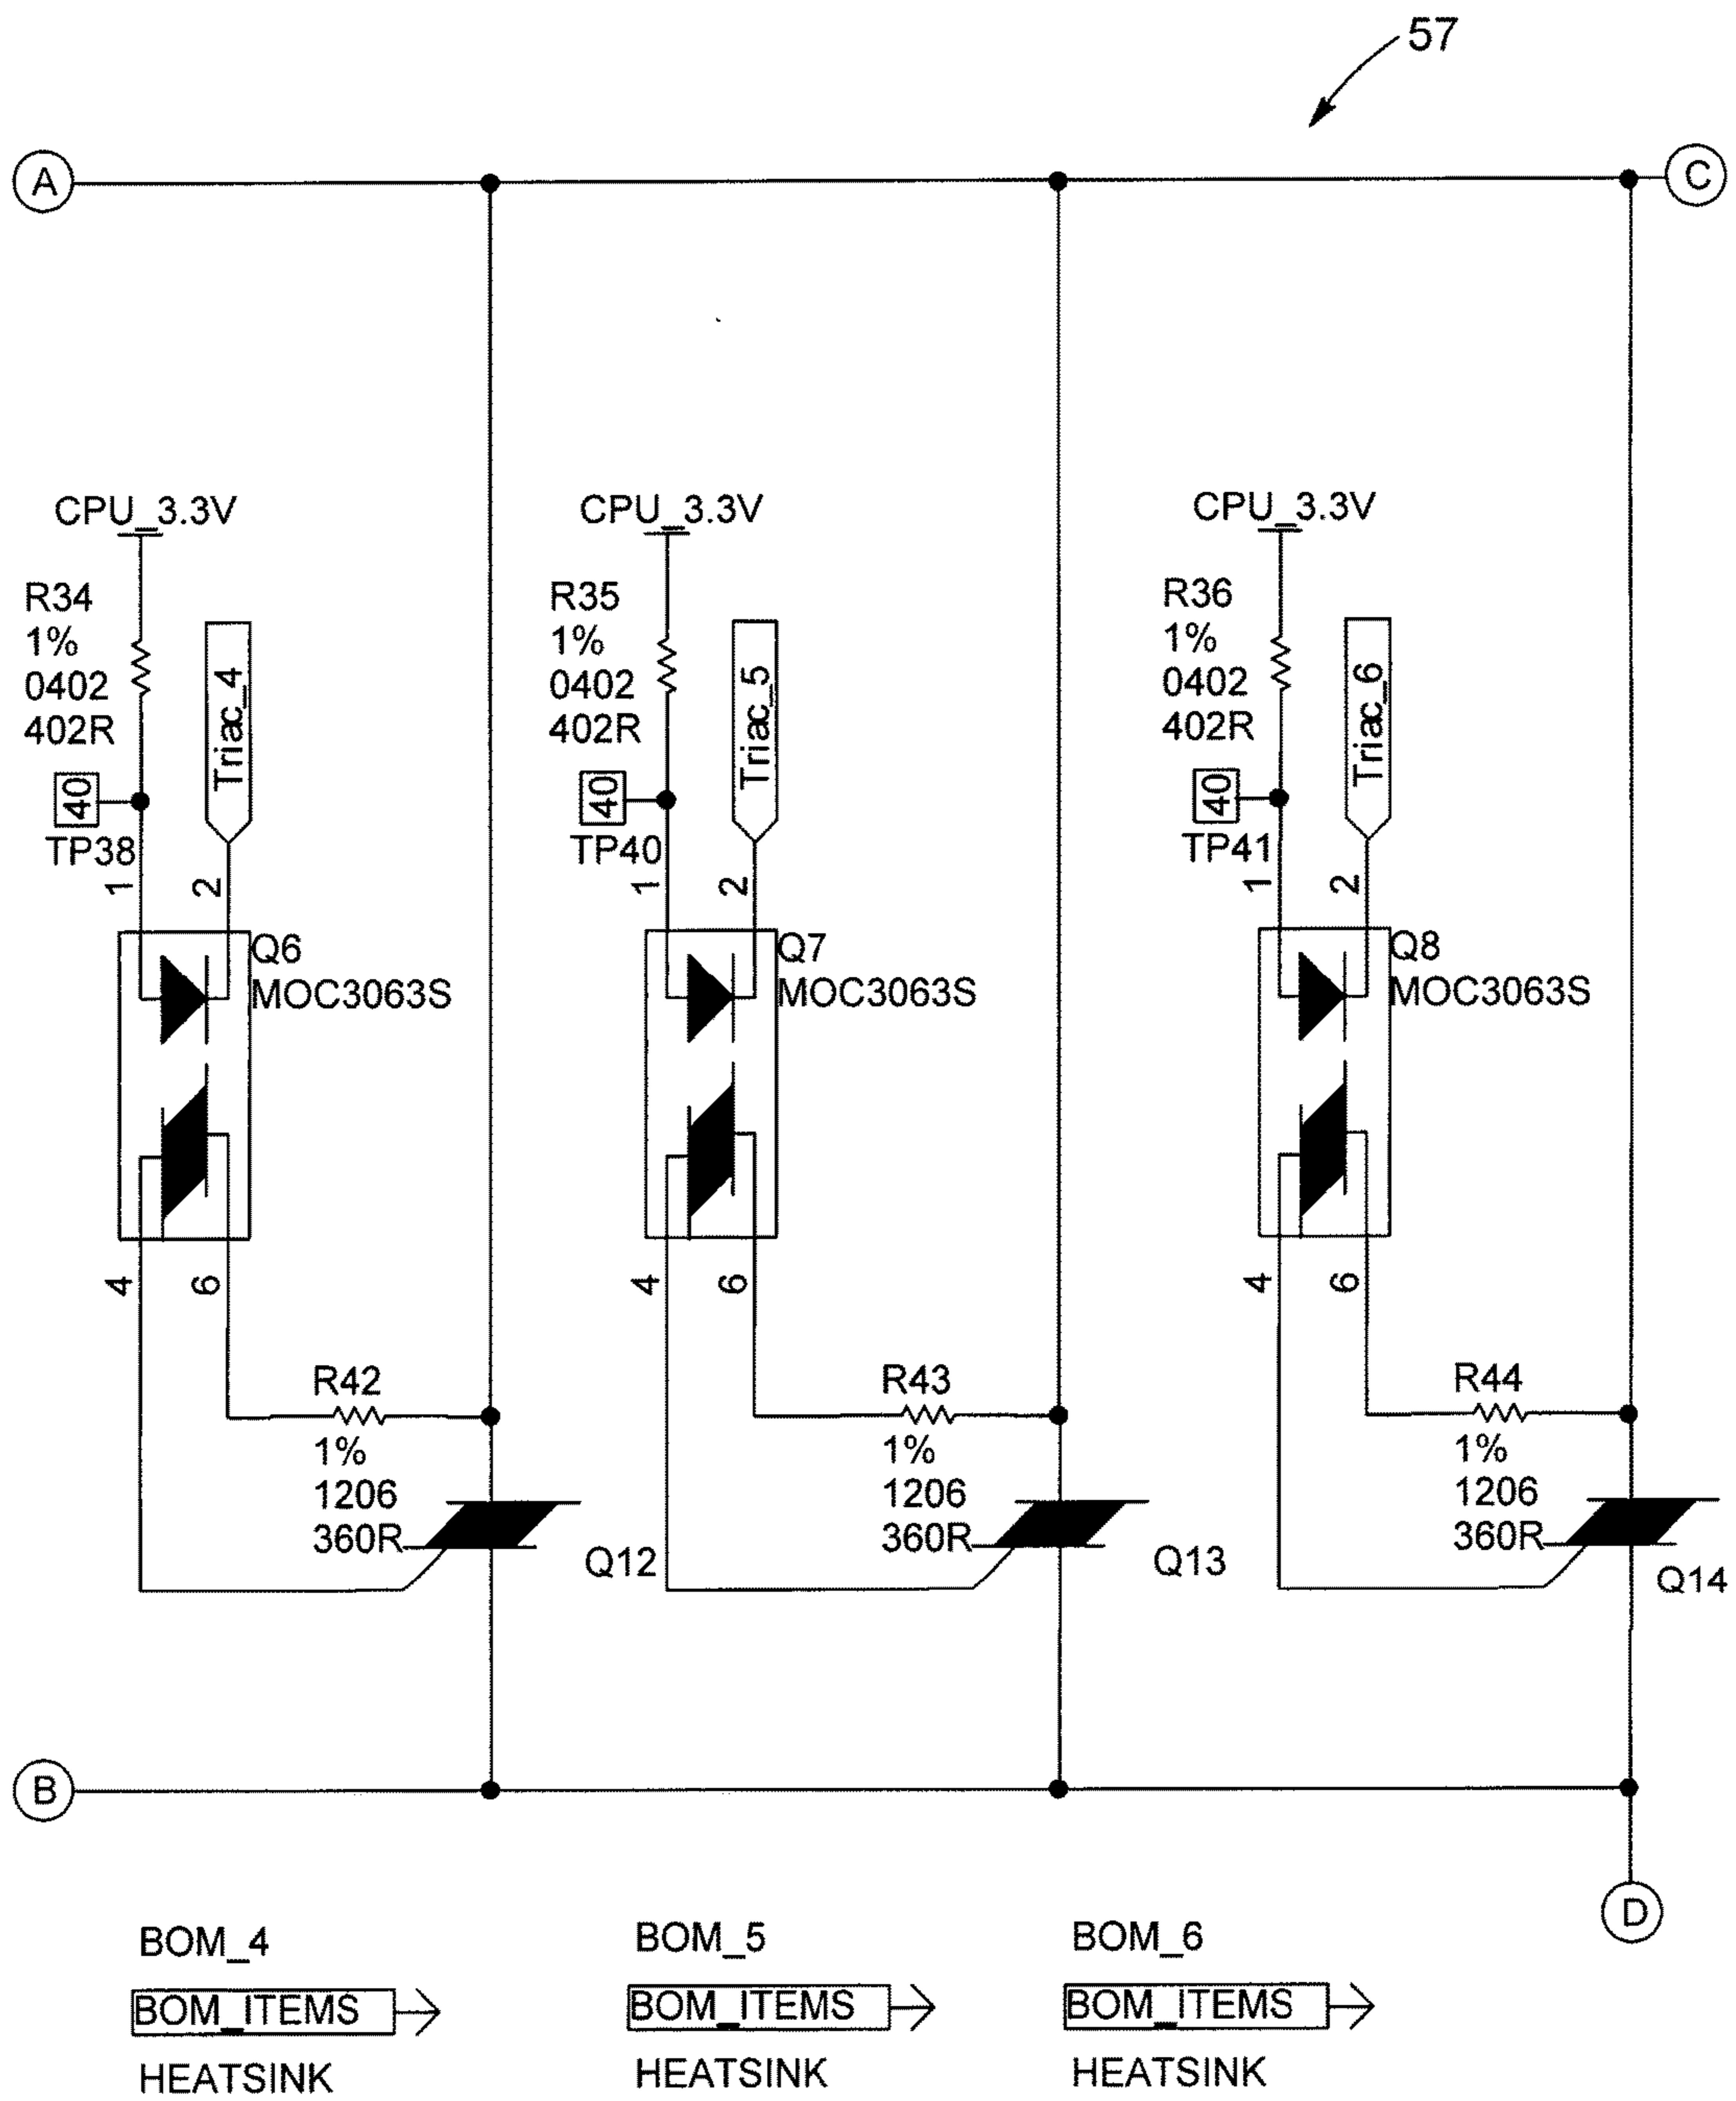 57
A
C
CPU_3.3V
R34
1%
0402
402R
Triac_4
40
TP38
1
2
Q6
MOC3063S
4
6
R42
1%
1206
360R
Q12
CPU_3.3V
R35
1%
0402
402R
Triac_5
40
TP40
1
2
Q7
MOC3063S
4
6
R43
1%
1206
360R
Q13
CPU_3.3V
R36
1%
0402
402R
Triac_6
40
TP41
1
2
Q8
MOC3063S
4
6
R44
1%
1206
360R
Q14
B
D
BOM_4
BOM_ITEMS
HEATSINK
BOM_5
BOM_ITEMS
HEATSINK
BOM_6
BOM_ITEMS
HEATSINK